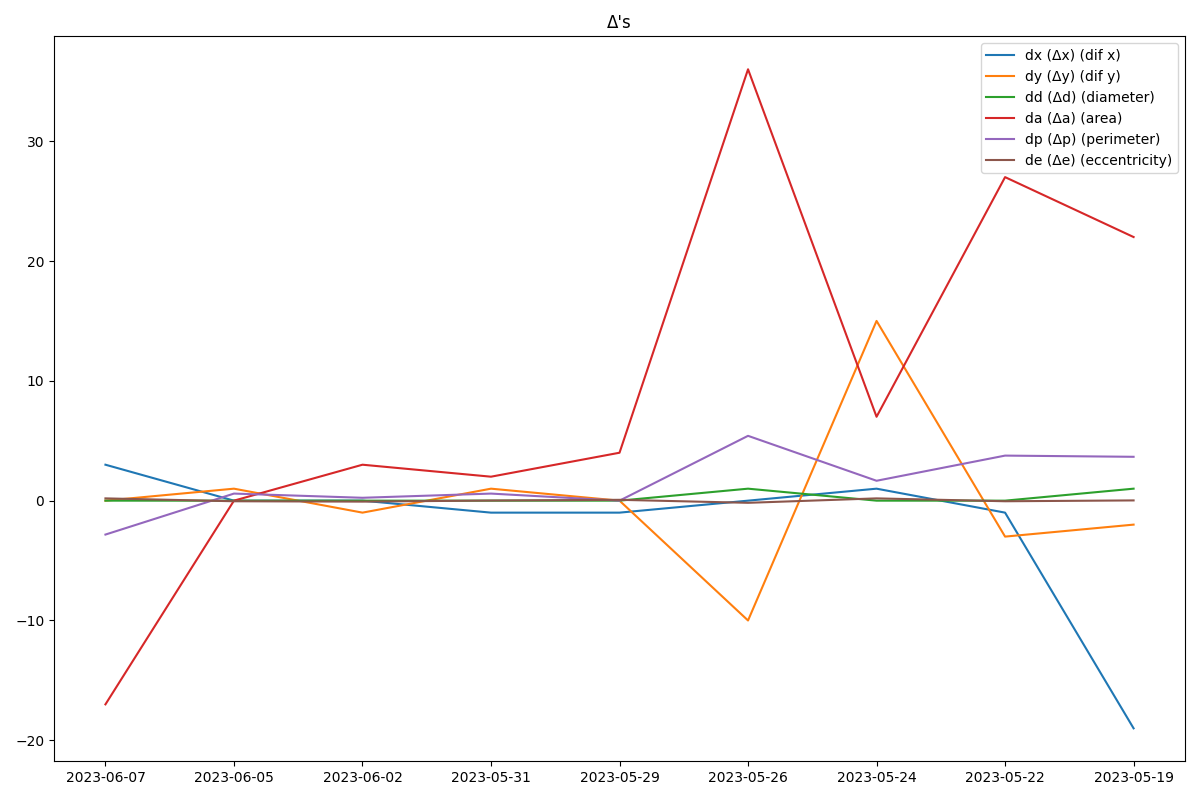 Δ's
dx (Δx) (dif x)
dy (Δy) (dif y)
dd (Δd) (diameter)
da (Δa) (area)
dp (Δp) (perimeter)
de (Δe) (eccentricity)
30
20
10
0
−10
−20
2023-06-07 2023-06-05 2023-06-02 2023-05-31 2023-05-29 2023-05-26 2023-05-24 2023-05-22 2023-05-19